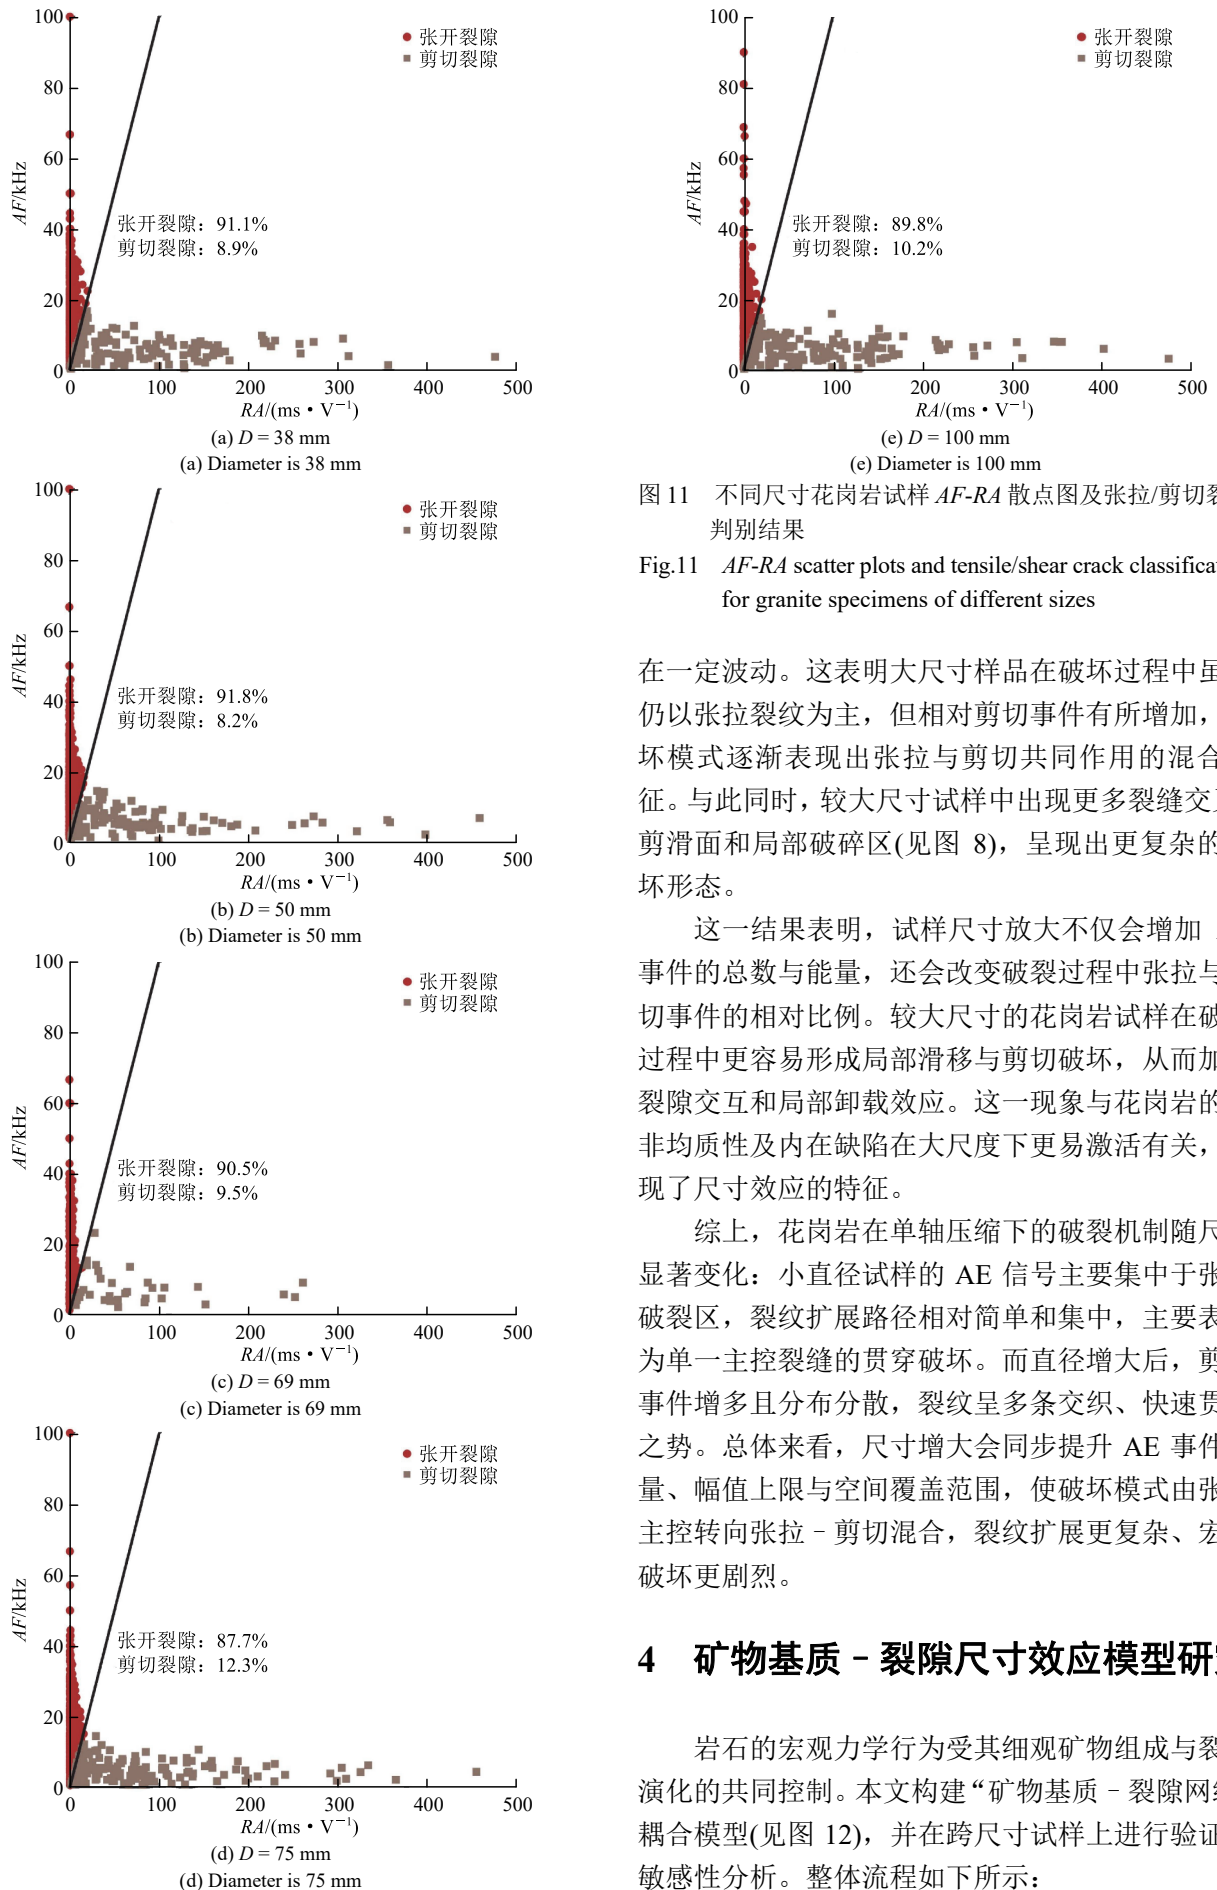 100
80
60
40
20
0
AF/kHz
张开裂隙
剪切裂隙
张开裂隙：91.1%
剪切裂隙：8.9%
0 100 200 300 400 500
RA/(ms·V⁻¹)
(a) D = 38 mm
(a) Diameter is 38 mm
100
80
60
40
20
0
AF/kHz
张开裂隙
剪切裂隙
张开裂隙：91.8%
剪切裂隙：8.2%
0 100 200 300 400 500
RA/(ms·V⁻¹)
(b) D = 50 mm
(b) Diameter is 50 mm
100
80
60
40
20
0
AF/kHz
张开裂隙
剪切裂隙
张开裂隙：90.5%
剪切裂隙：9.5%
0 100 200 300 400 500
RA/(ms·V⁻¹)
(c) D = 69 mm
(c) Diameter is 69 mm
100
80
60
40
20
0
AF/kHz
张开裂隙
剪切裂隙
张开裂隙：87.7%
剪切裂隙：12.3%
0 100 200 300 400 500
RA/(ms·V⁻¹)
(d) D = 75 mm
(d) Diameter is 75 mm
100
80
60
40
20
0
AF/kHz
张开裂隙
剪切裂隙
张开裂隙：89.8%
剪切裂隙：10.2%
0 100 200 300 400 500
RA/(ms·V⁻¹)
(e) D = 100 mm
(e) Diameter is 100 mm
图 11 不同尺寸花岗岩试样 AF-RA 散点图及张拉/剪切裂
判别结果
Fig.11 AF-RA scatter plots and tensile/shear crack classificat
for granite specimens of different sizes
在一定波动。这表明大尺寸样品在破坏过程中虽
仍以张拉裂纹为主，但相对剪切事件有所增加，
坏模式逐渐表现出张拉与剪切共同作用的混合
征。与此同时，较大尺寸试样中出现更多裂缝交
剪滑面和局部破碎区(见图 8)，呈现出更复杂的
坏形态。
这一结果表明，试样尺寸放大不仅会增加
事件的总数与能量，还会改变破裂过程中张拉与
切事件的相对比例。较大尺寸的花岗岩试样在破
过程中更容易形成局部滑移与剪切破坏，从而加
裂隙交互和局部卸载效应。这一现象与花岗岩的
非均质性及内在缺陷在大尺度下更易激活有关，
现了尺寸效应的特征。
综上，花岗岩在单轴压缩下的破裂机制随尺
显著变化：小直径试样的 AE 信号主要集中于张
破裂区，裂纹扩展路径相对简单和集中，主要表
为单一主控裂缝的贯穿破坏。而直径增大后，剪
事件增多且分布分散，裂纹呈多条交织、快速贯
之势。总体来看，尺寸增大会同步提升 AE 事件
量、幅值上限与空间覆盖范围，使破坏模式由张
主控转向张拉－剪切混合，裂纹扩展更复杂、宏
破坏更剧烈。
4 矿物基质－裂隙尺寸效应模型研
岩石的宏观力学行为受其细观矿物组成与裂
演化的共同控制。本文构建“矿物基质－裂隙网
耦合模型(见图 12)，并在跨尺寸试样上进行验证
敏感性分析。整体流程如下所示：